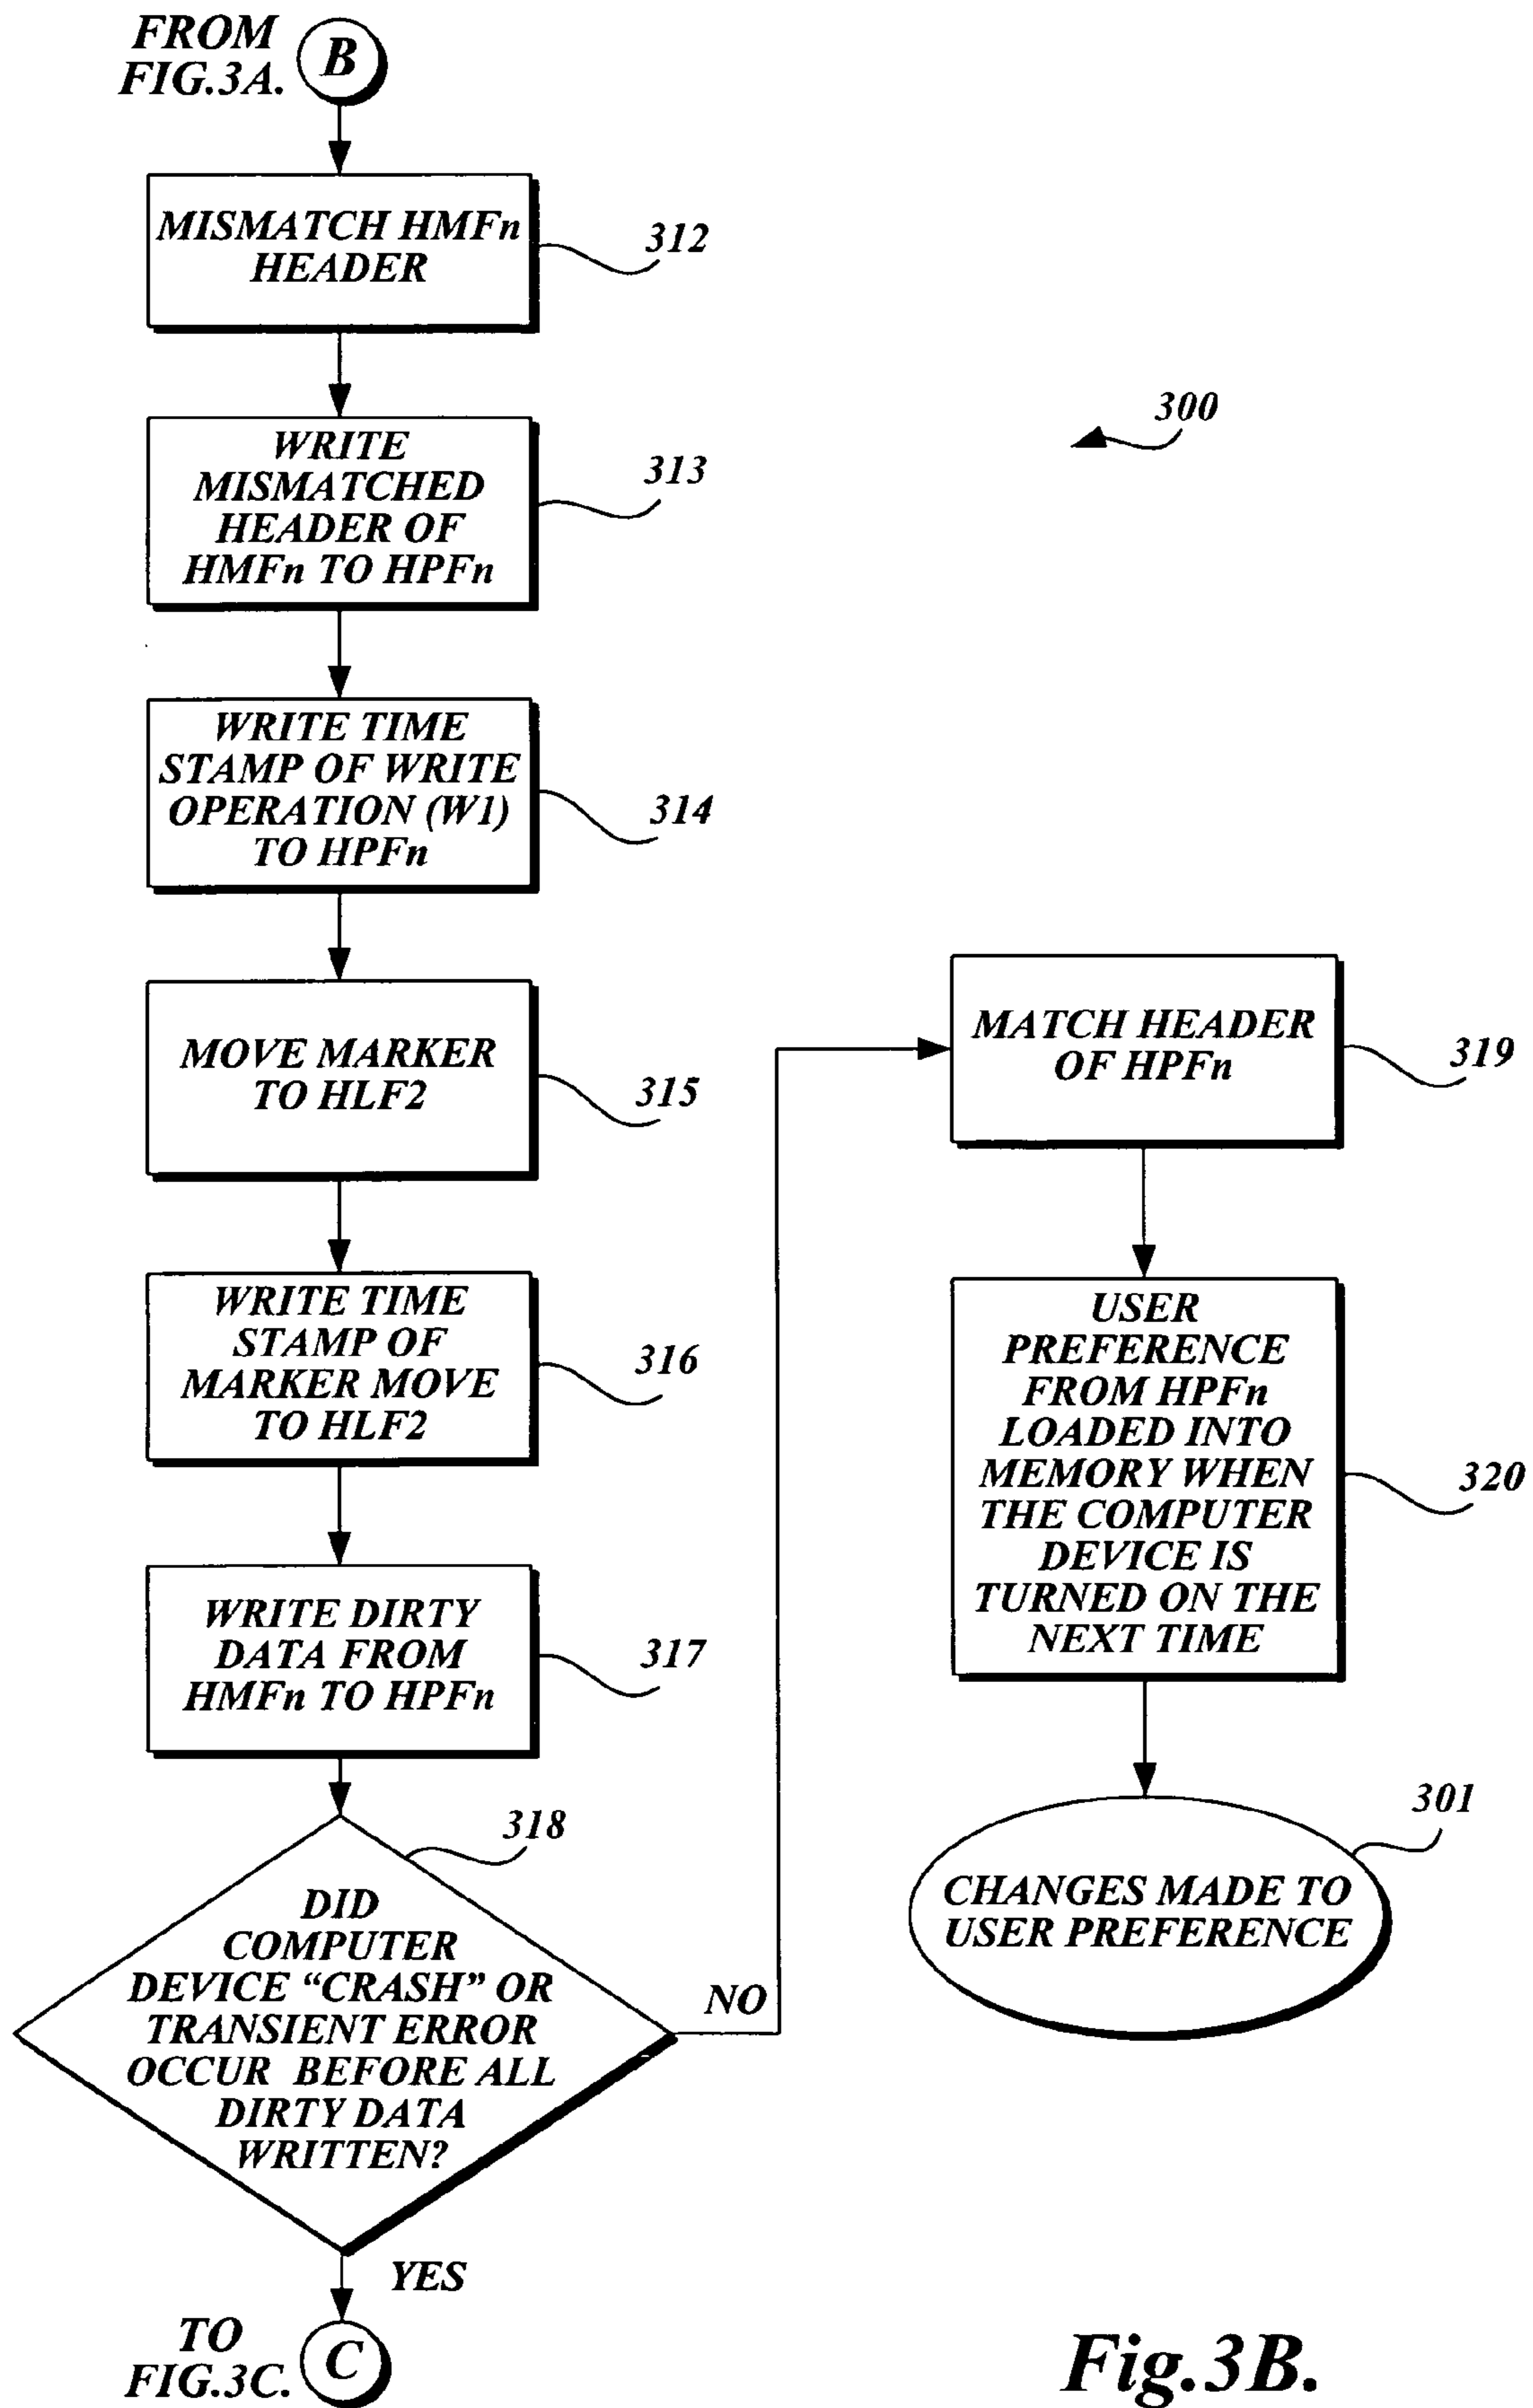 FROM
FIG.3A.
B
MISMATCH HMFn
HEADER
312
300
WRITE
MISMATCHED
HEADER OF
HMFn TO HPFn
313
WRITE TIME
STAMP OF WRITE
OPERATION (W1)
TO HPFn
314
MOVE MARKER
TO HLF2
315
WRITE TIME
STAMP OF
MARKER MOVE
TO HLF2
316
WRITE DIRTY
DATA FROM
HMFn TO HPFn
317
318
DID
COMPUTER
DEVICE “CRASH” OR
TRANSIENT ERROR
OCCUR BEFORE ALL
DIRTY DATA
WRITTEN?
NO
YES
TO
FIG.3C.
C
MATCH HEADER
OF HPFn
319
USER
PREFERENCE
FROM HPFn
LOADED INTO
MEMORY WHEN
THE COMPUTER
DEVICE IS
TURNED ON THE
NEXT TIME
320
301
CHANGES MADE TO
USER PREFERENCE
Fig.3B.